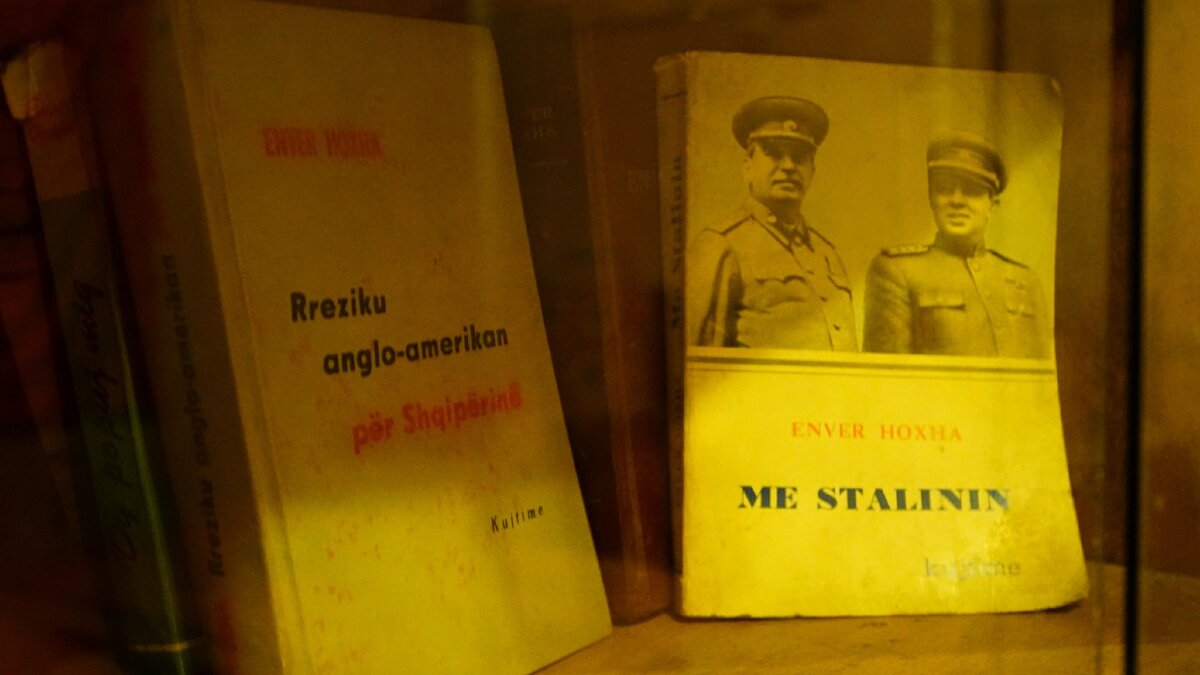 ENVER HOXHA
Rreziku
anglo-amerikan
për Shqipërinë
Kujtime
Rreziku anglo-amerikan
ENVER HOXHA
ME STALININ
kujtime
Me Stalinin